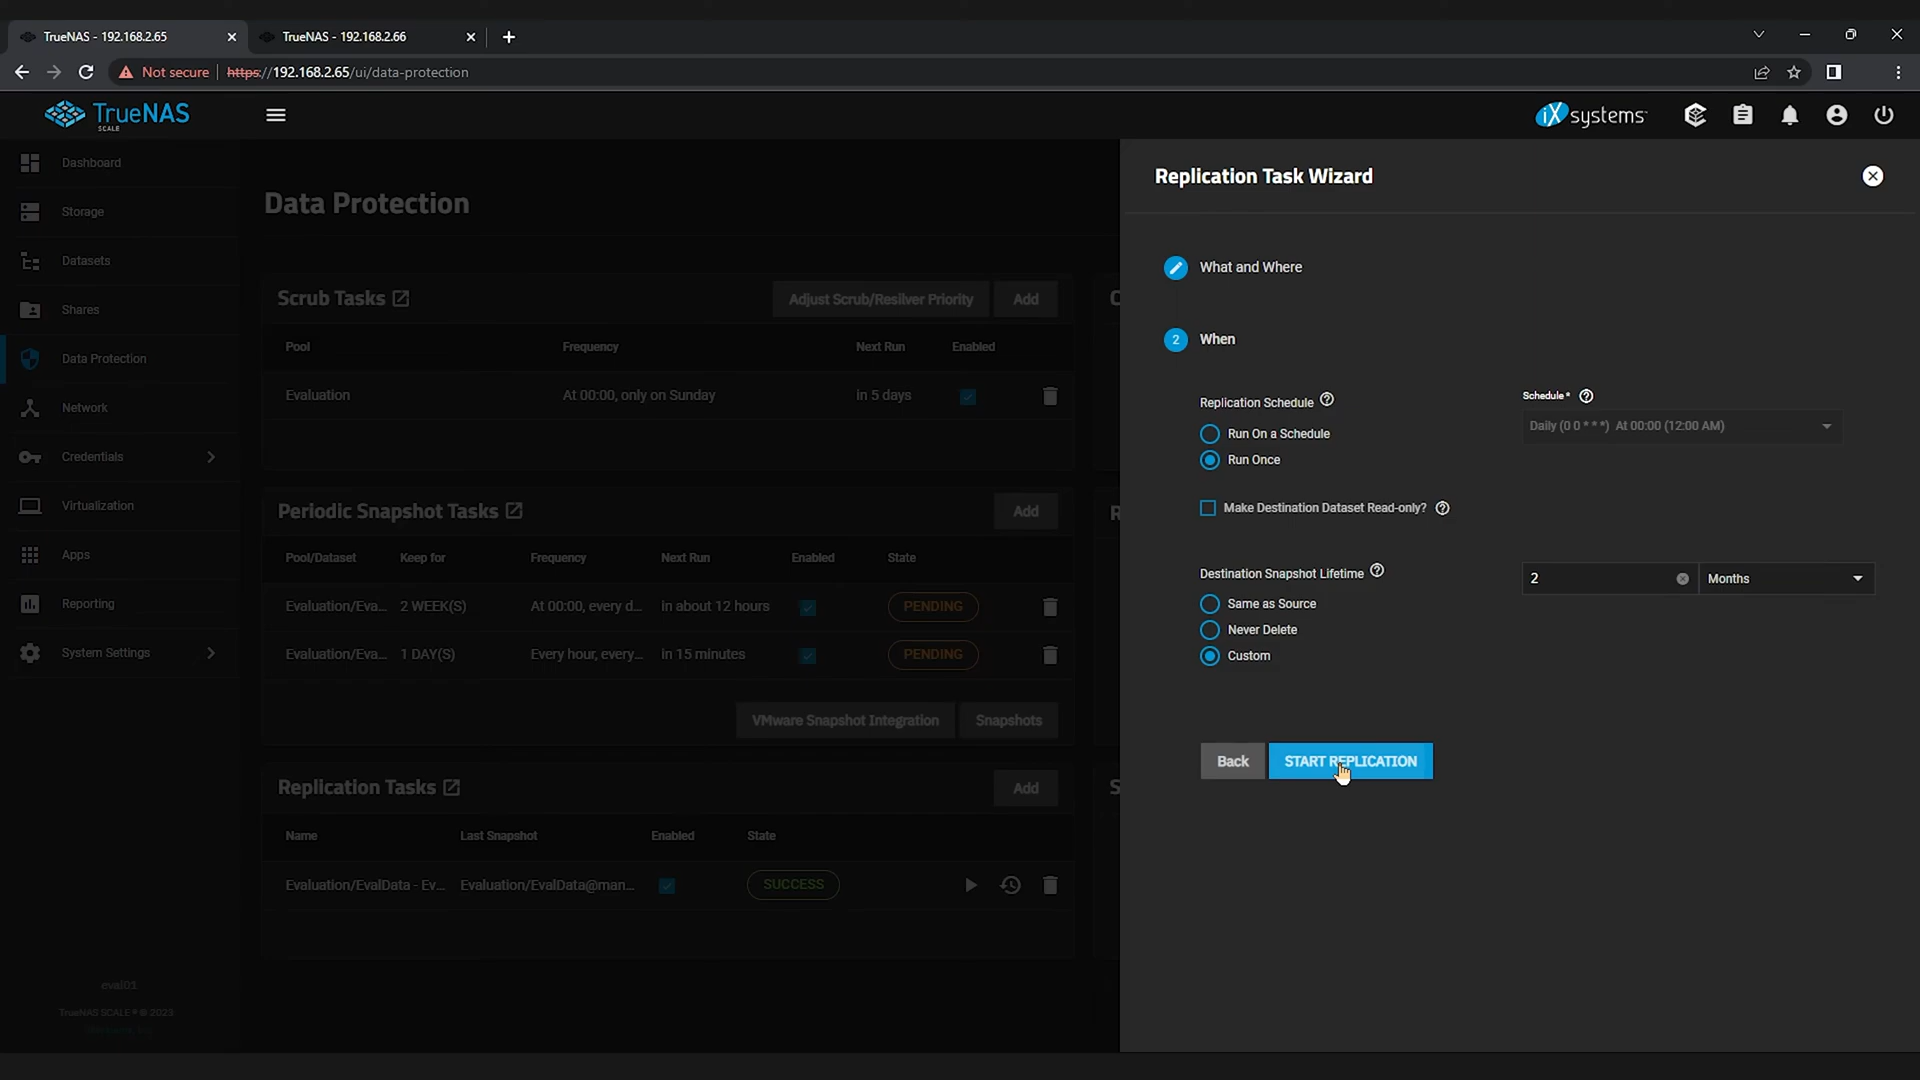 TrueNAS - 192.168.2.65
TrueNAS - 192.168.2.66
Not secure
https://192.168.2.65/ui/data-protection
TrueNAS
SCALE
iX systems
Dashboard
Storage
Datasets
Shares
Data Protection
Network
Credentials
Virtualization
Apps
Reporting
System Settings
eval01
TrueNAS SCALE ® © 2023
Data Protection
Scrub Tasks
Adjust Scrub/Resilver Priority
Add
Pool
Frequency
Next Run
Enabled
Evaluation
At 00:00, only on Sunday
in 5 days
Periodic Snapshot Tasks
Add
Pool/Dataset
Keep for
Frequency
Next Run
Enabled
State
Evaluation/Eva...
2 WEEK(S)
At 00:00, every d...
in about 12 hours
PENDING
Evaluation/Eva...
1 DAY(S)
Every hour, every...
in 15 minutes
PENDING
VMware Snapshot Integration
Snapshots
Replication Tasks
Add
Name
Last Snapshot
Enabled
State
Evaluation/EvalData - Ev...
Evaluation/EvalData@man...
SUCCESS
Replication Task Wizard
What and Where
2
When
Replication Schedule
Run On a Schedule
Run Once
Schedule *
Daily (0 0 * * *) At 00:00 (12:00 AM)
Make Destination Dataset Read-only?
Destination Snapshot Lifetime
Same as Source
Never Delete
Custom
2
Months
Back
START REPLICATION